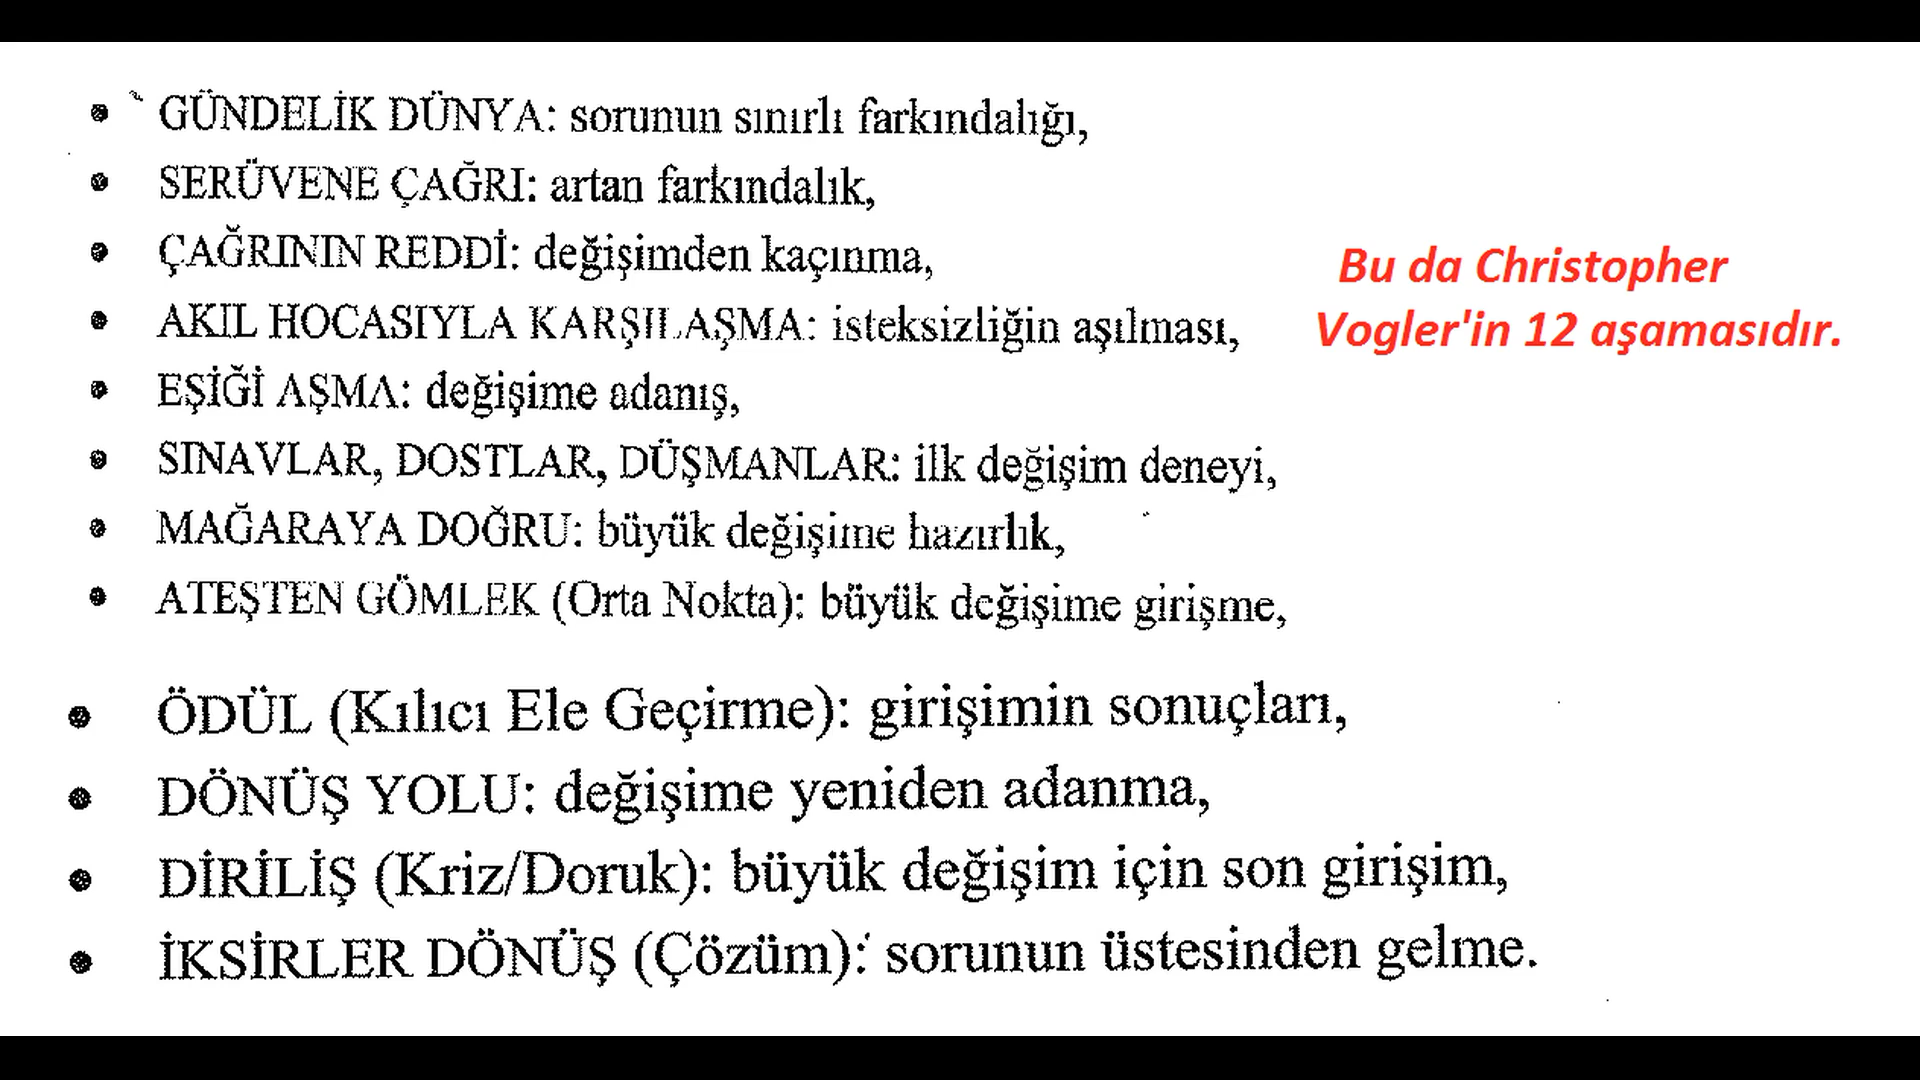 GÜNDELİK DÜNYA: sorunun sınırlı farkındalığı,
SERÜVENE ÇAĞRI: artan farkındalık,
ÇAĞRININ REDDİ: değişimden kaçınma,
AKIL HOCASIYLA KARŞILAŞMA: isteksizliğin aşılması,
EŞİĞİ AŞMA: değişime adanış,
SINAVLAR, DOSTLAR, DÜŞMANLAR: ilk değişim deneyi,
MAĞARAYA DOĞRU: büyük değişime hazırlık,
ATEŞTEN GÖMLEK (Orta Nokta): büyük değişime girişme,
ÖDÜL (Kılıcı Ele Geçirme): girişimin sonuçları,
DÖNÜŞ YOLU: değişime yeniden adanma,
DİRİLİŞ (Kriz/Doruk): büyük değişim için son girişim,
İKSİRLER DÖNÜŞ (Çözüm): sorunun üstesinden gelme.
Bu da Christopher
Vogler'in 12 aşamasıdır.